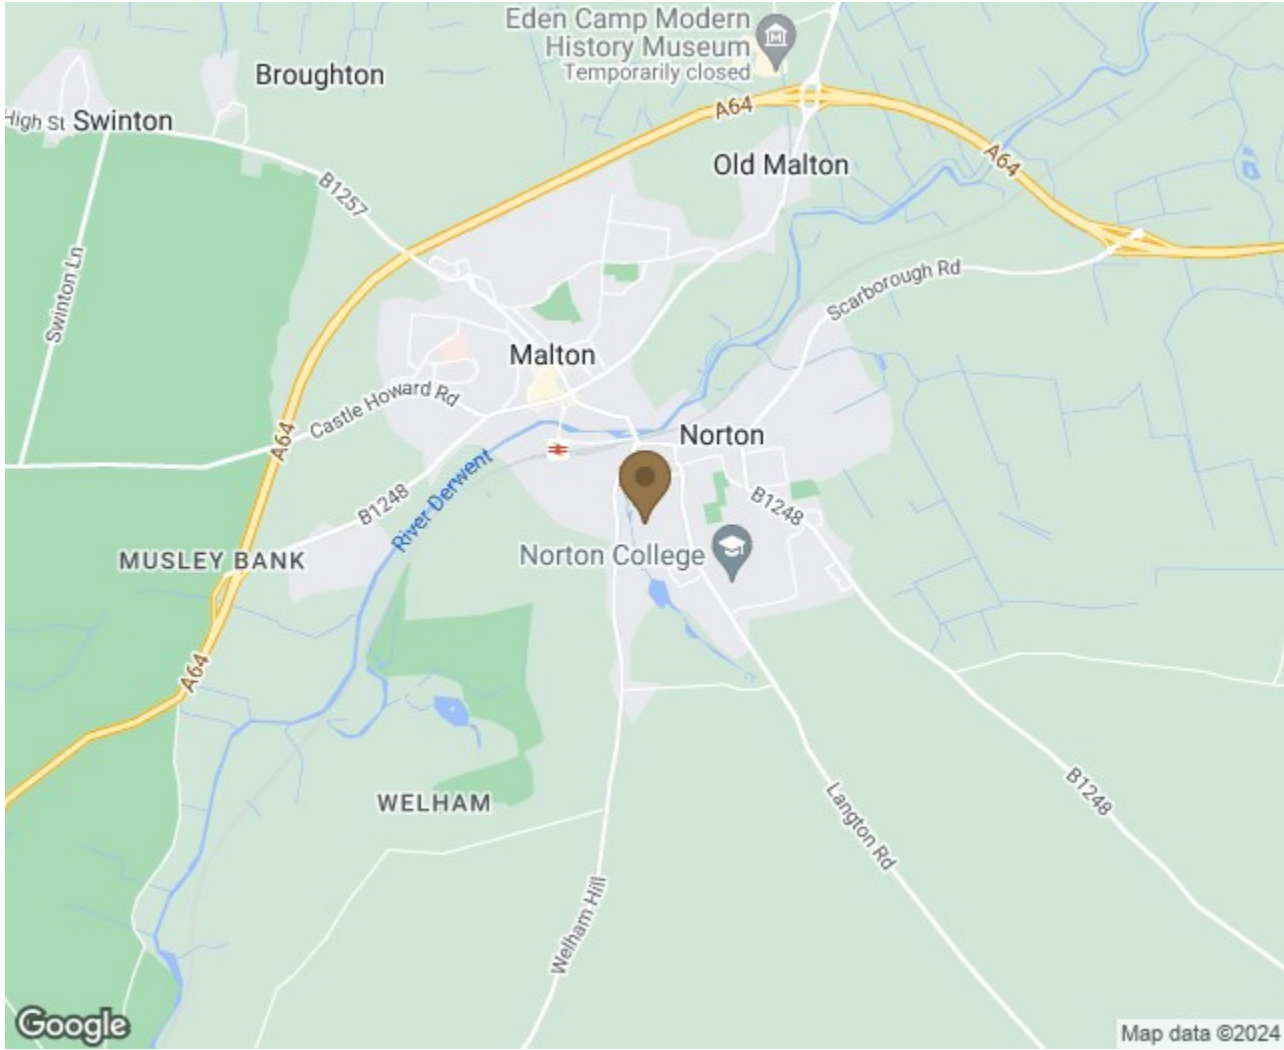 Eden Camp Modern
History Museum
Temporarily closed
Broughton
High St
Swinton
A64
A64
Old Malton
B1257
Swinton Ln
Scarborough Rd
Malton
Castle Howard Rd
A64
Norton
B1248
River Derwent
B1248
Norton College
MUSLEY BANK
A64
WELHAM
B1248
Langton Rd
Welham Hill
Google
Map data ©2024